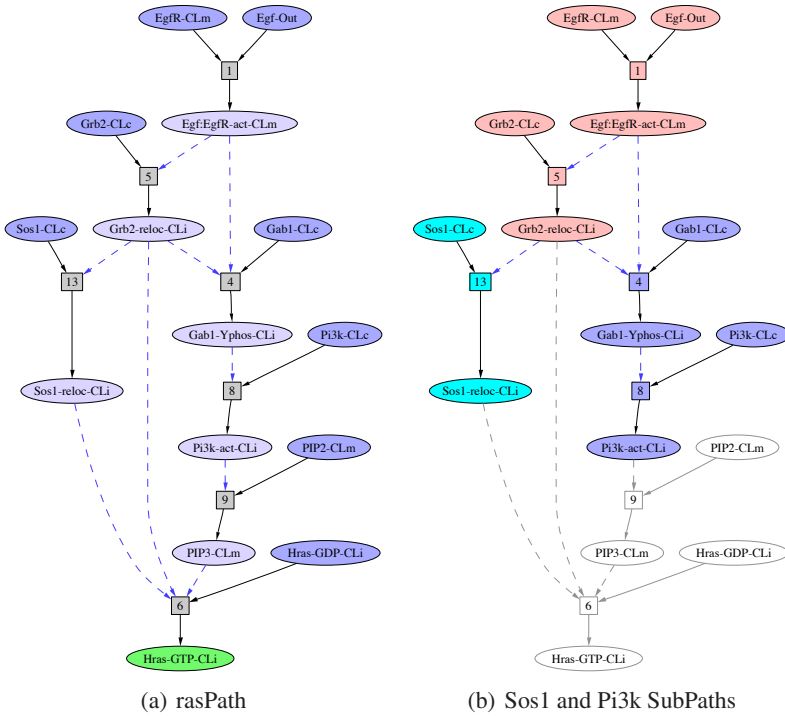 EgfR-CLm Egf-Out EgfR-CLm Egf-Out
1 1
Grb2-CLc Egf:EgfR-act-CLm Grb2-CLc Egf:EgfR-act-CLm
5 5
Sos1-CLc Grb2-reloc-CLi Gab1-CLc Sos1-CLc Grb2-reloc-CLi Gab1-CLc
13 4 13 4
Gab1-Yphos-CLi Pi3k-CLc Gab1-Yphos-CLi Pi3k-CLc
Sos1-reloc-CLi 8 Sos1-reloc-CLi 8
Pi3k-act-CLi PIP2-CLm Pi3k-act-CLi PIP2-CLm
9 9
PIP3-CLm Hras-GDP-CLi PIP3-CLm Hras-GDP-CLi
6 6
Hras-GTP-CLi Hras-GTP-CLi
(a) rasPath (b) Sos1 and Pi3k SubPaths